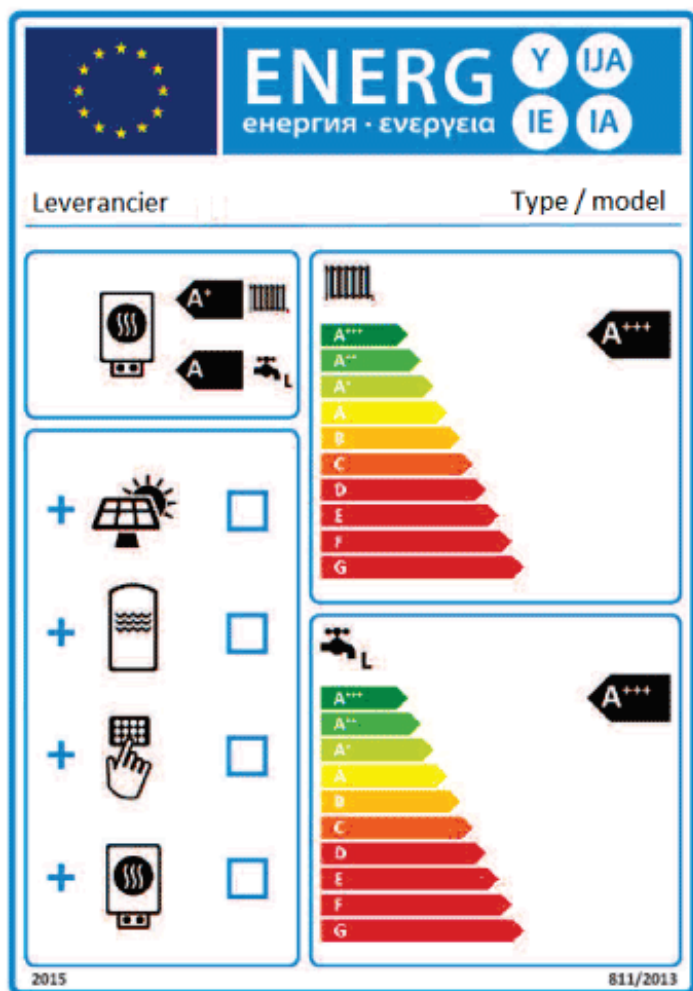 ENERG Y IJA
енергия · ενεργεια IE IA
Leverancier Type / model
A⁺
A
L
A⁺⁺⁺ A⁺⁺⁺
A⁺⁺
A⁺
A
B
C
D
E
F
G
L
A⁺⁺⁺ A⁺⁺⁺
A⁺⁺
A⁺
A
B
C
D
E
F
G
+
+
+
+
2015 811/2013